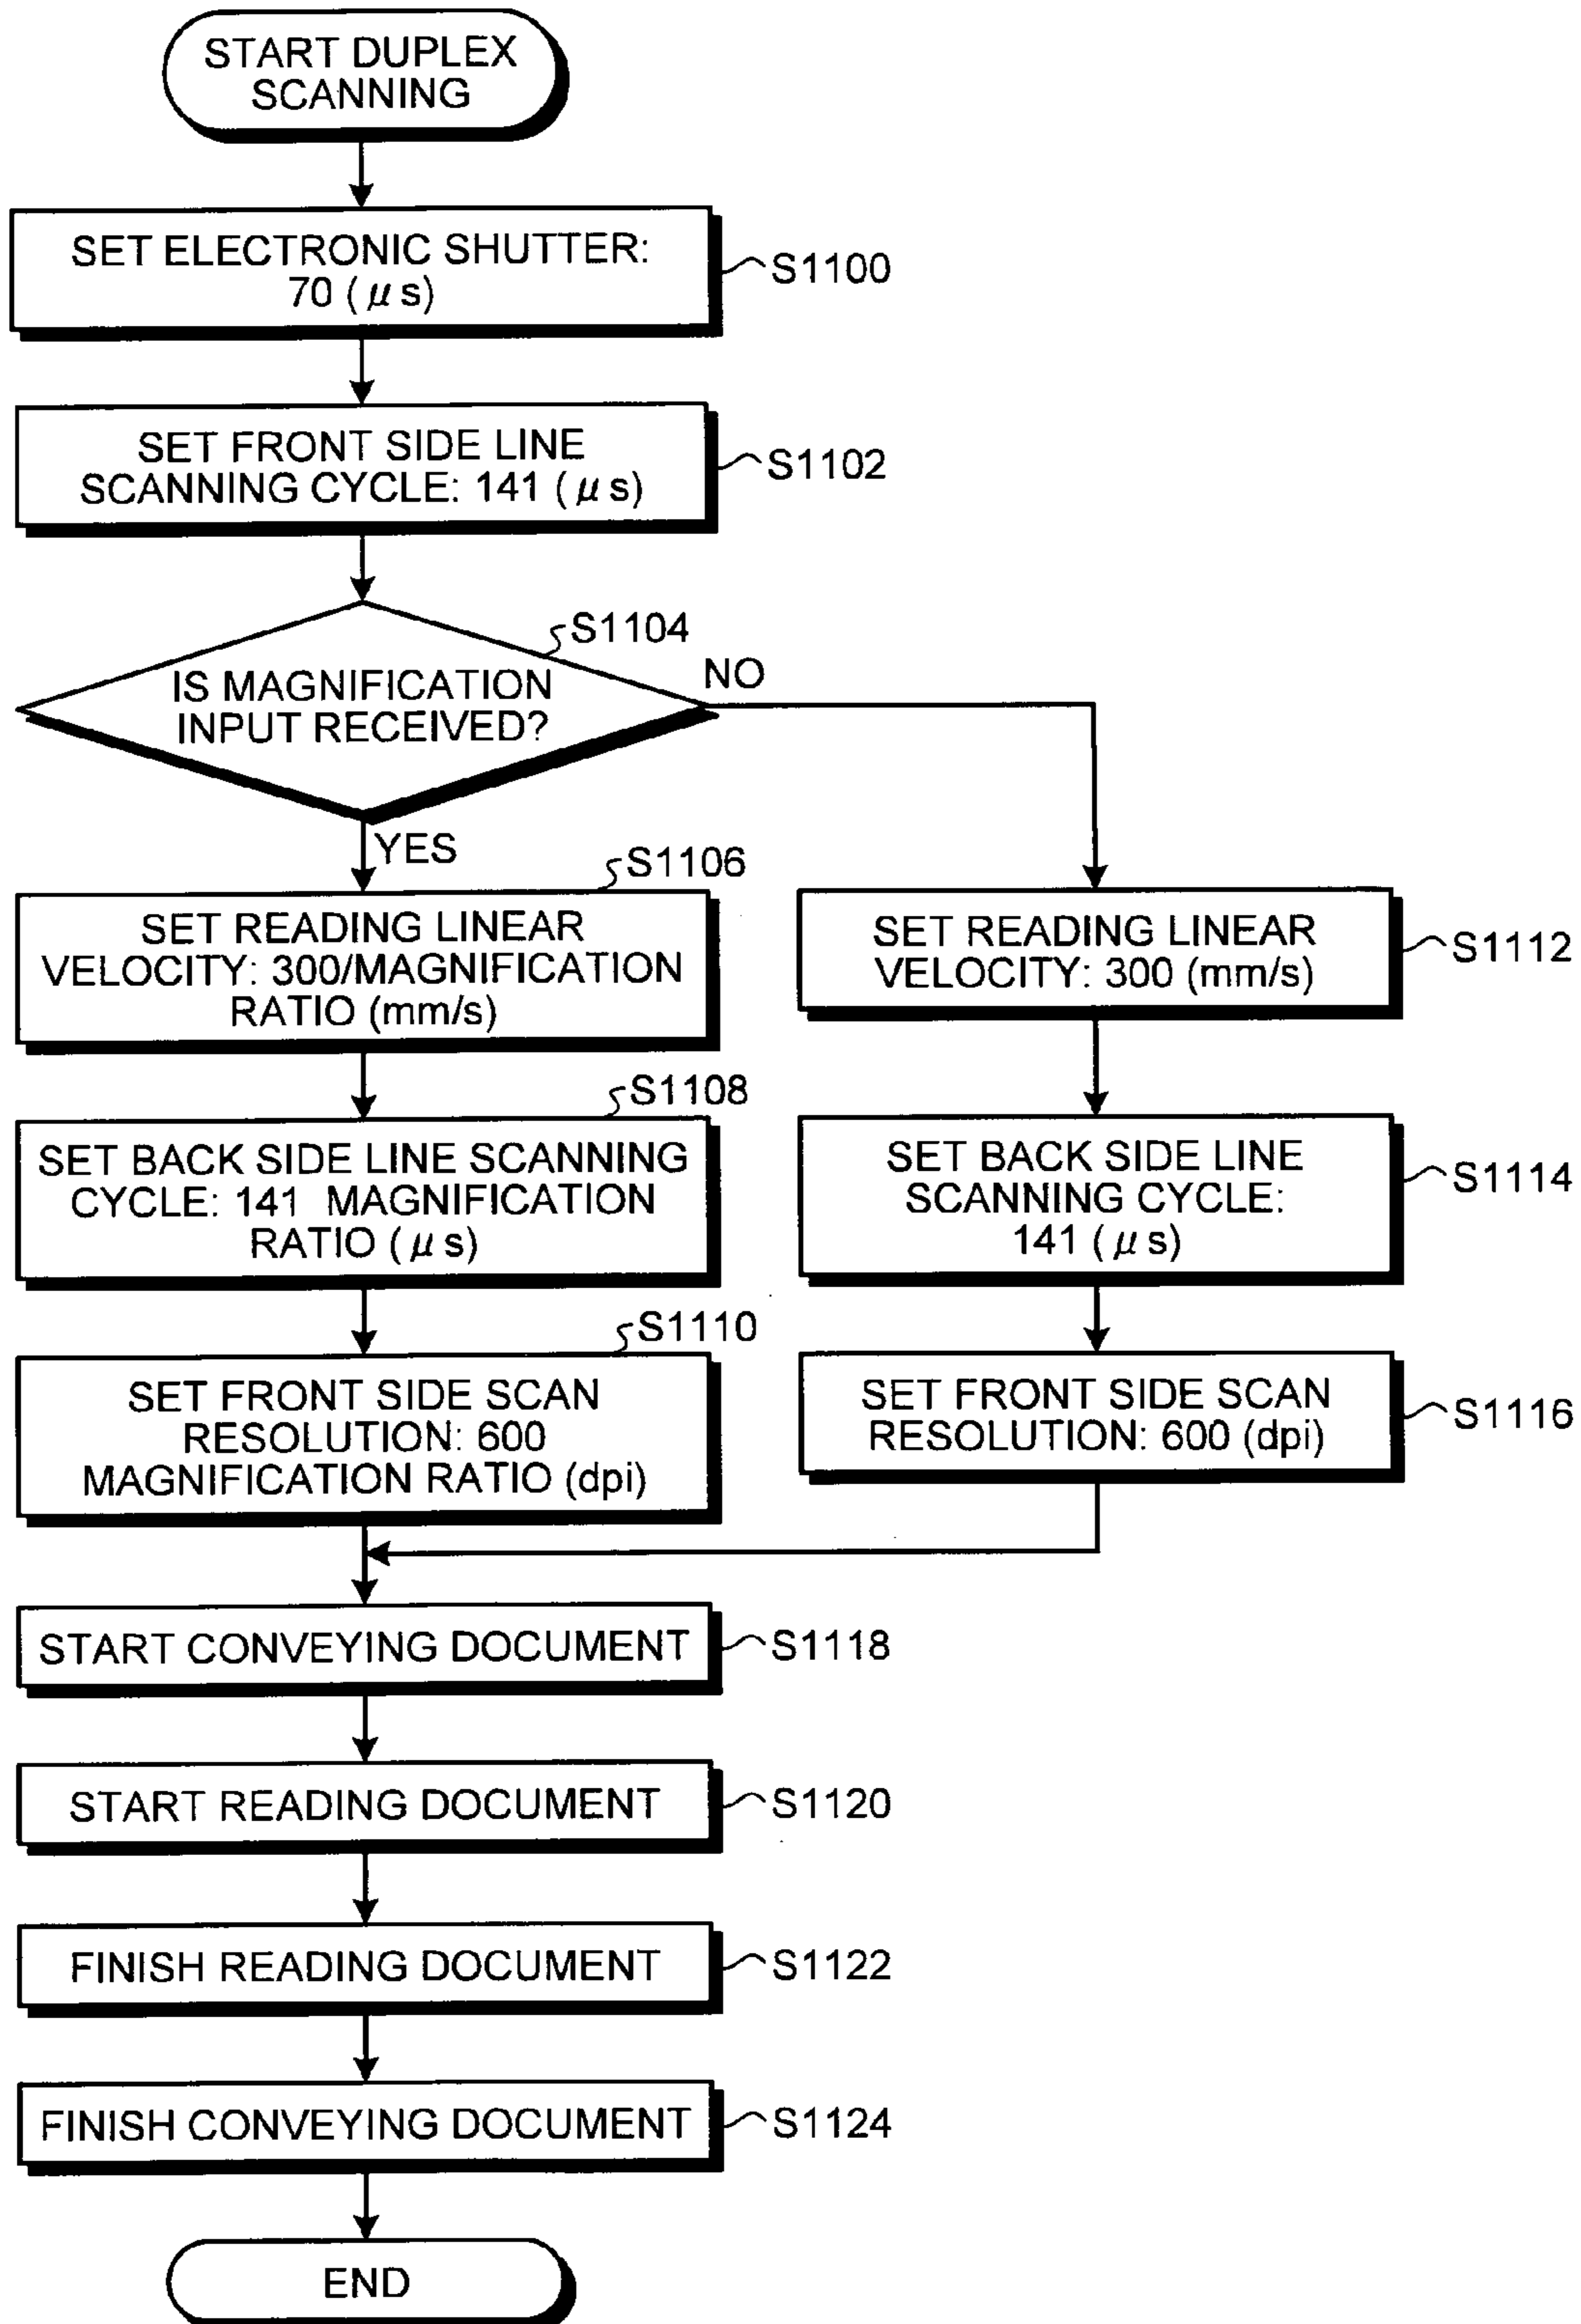 START DUPLEX
SCANNING
SET ELECTRONIC SHUTTER:
70 (μs)
S1100
SET FRONT SIDE LINE
SCANNING CYCLE: 141 (μs)
S1102
S1104
IS MAGNIFICATION
INPUT RECEIVED?
NO
YES
S1106
SET READING LINEAR
VELOCITY: 300/MAGNIFICATION
RATIO (mm/s)
SET READING LINEAR
VELOCITY: 300 (mm/s)
S1112
S1108
SET BACK SIDE LINE SCANNING
CYCLE: 141 MAGNIFICATION
RATIO (μs)
SET BACK SIDE LINE
SCANNING CYCLE:
141 (μs)
S1114
S1110
SET FRONT SIDE SCAN
RESOLUTION: 600
MAGNIFICATION RATIO (dpi)
SET FRONT SIDE SCAN
RESOLUTION: 600 (dpi)
S1116
START CONVEYING DOCUMENT
S1118
START READING DOCUMENT
S1120
FINISH READING DOCUMENT
S1122
FINISH CONVEYING DOCUMENT
S1124
END